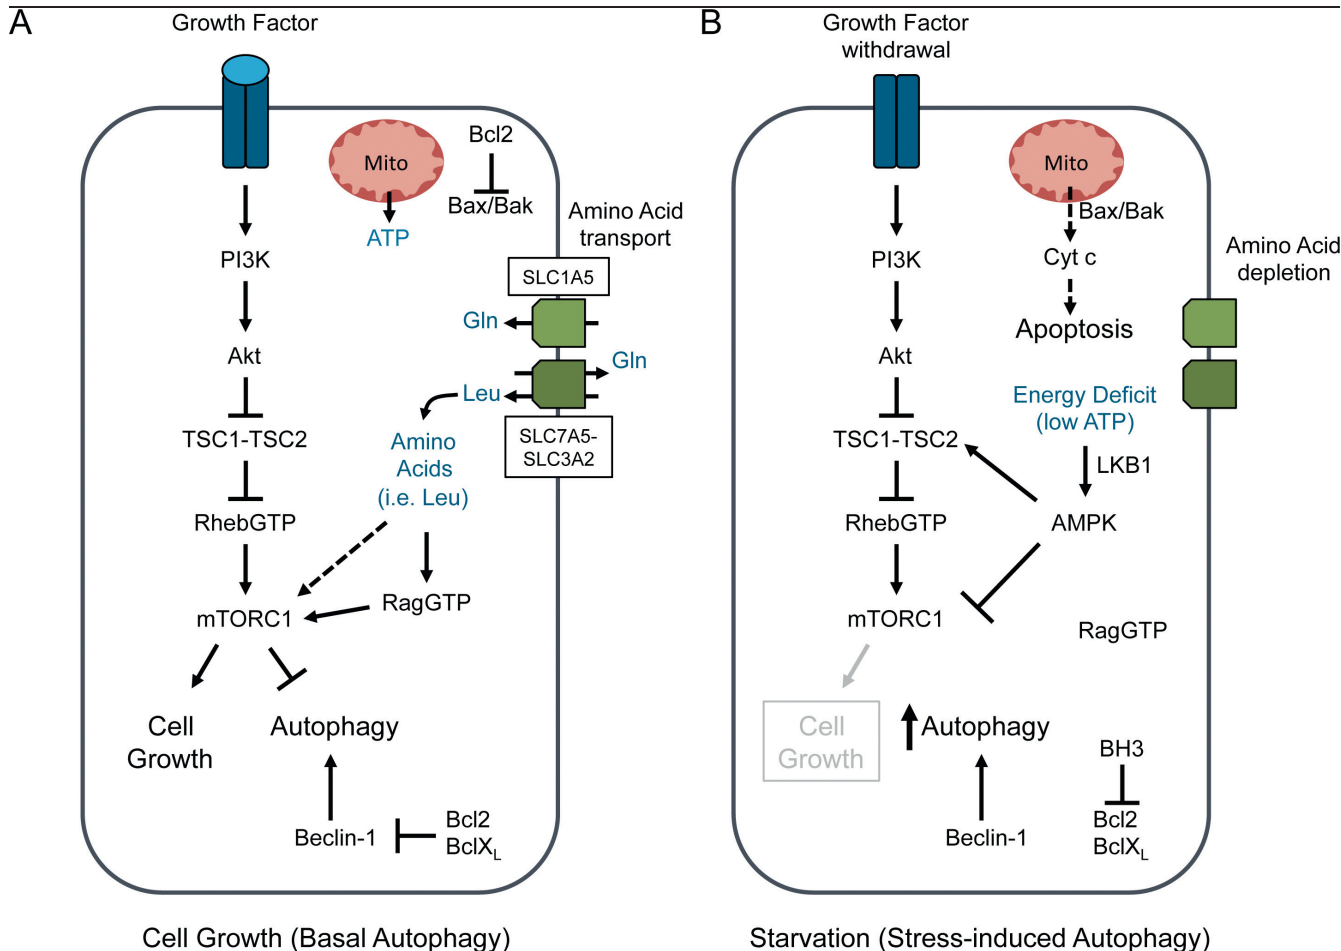 A
Growth Factor
Mito
ATP
Bcl2
Bax/Bak
Amino Acid
transport
SLC1A5
Gln
Gln
Leu
SLC7A5-
SLC3A2
PI3K
Akt
TSC1-TSC2
Amino
Acids
(i.e. Leu)
RhebGTP
RagGTP
mTORC1
Cell
Growth
Autophagy
Beclin-1
Bcl2
BclXL
Cell Growth (Basal Autophagy)
B
Growth Factor
withdrawal
Mito
Bax/Bak
Cyt c
Apoptosis
Amino Acid
depletion
PI3K
Akt
Energy Deficit
(low ATP)
LKB1
TSC1-TSC2
RhebGTP
AMPK
mTORC1
RagGTP
Cell
Growth
Autophagy
BH3
Beclin-1
Bcl2
BclXL
Starvation (Stress-induced Autophagy)